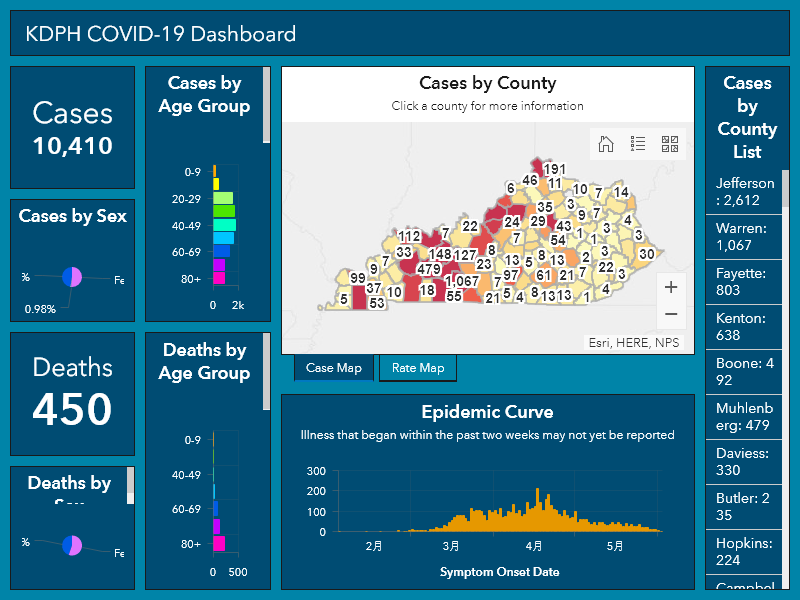 KDPH COVID-19 Dashboard
Cases
10,410
Cases by Sex
%
Fe
0.98%
Deaths
450
Deaths by
%
Fe
Cases by
Age Group
0-9
20-29
40-49
60-69
80+
0
2k
Deaths by
Age Group
0-9
40-49
60-69
80+
0
500
Cases by County
Click a county for more information
191
46
11
6
10
7
14
35
3
9
7
22
24
29
43
4
112
7
7
54
1
1
3
3
33
148
127
8
30
9
479
23
13
5
8
13
2
22
7
99
1,067
7
97
61
21
7
3
37
10
18
5
53
55
21
5
4
8
13
13
1
4
Esri, HERE, NPS
Case Map
Rate Map
Epidemic Curve
Illness that began within the past two weeks may not yet be reported
300
200
100
0
2月
3月
4月
5月
Symptom Onset Date
Cases
by
County
List
Jefferson
: 2,612
Warren:
1,067
Fayette:
803
Kenton:
638
Boone: 4
92
Muhlenb
erg: 479
Daviess:
330
Butler: 2
35
Hopkins:
224
Campbel